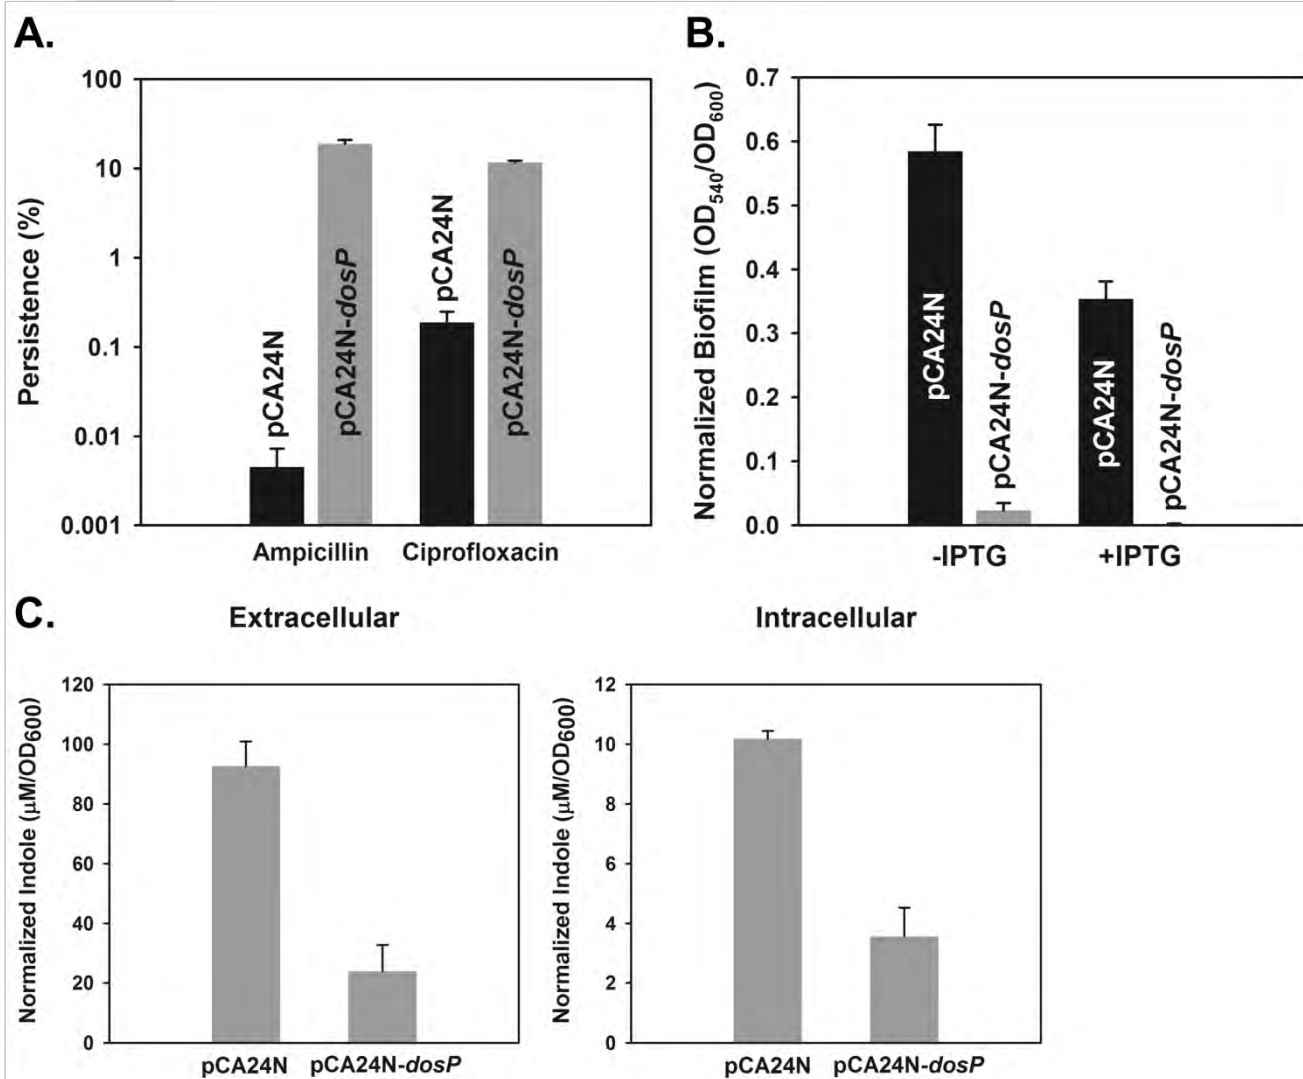 A.
Persistence (%)
100
10
1
0.1
0.01
0.001
pCA24N
pCA24N-dosP
pCA24N
pCA24N-dosP
Ampicillin
Ciprofloxacin
B.
Normalized Biofilm (OD540/OD600)
0.7
0.6
0.5
0.4
0.3
0.2
0.1
0.0
pCA24N
pCA24N-dosP
pCA24N
pCA24N-dosP
-IPTG
+IPTG
C.
Extracellular
Normalized Indole (µM/OD600)
120
100
80
60
40
20
0
pCA24N
pCA24N-dosP
Intracellular
Normalized Indole (µM/OD600)
12
10
8
6
4
2
0
pCA24N
pCA24N-dosP